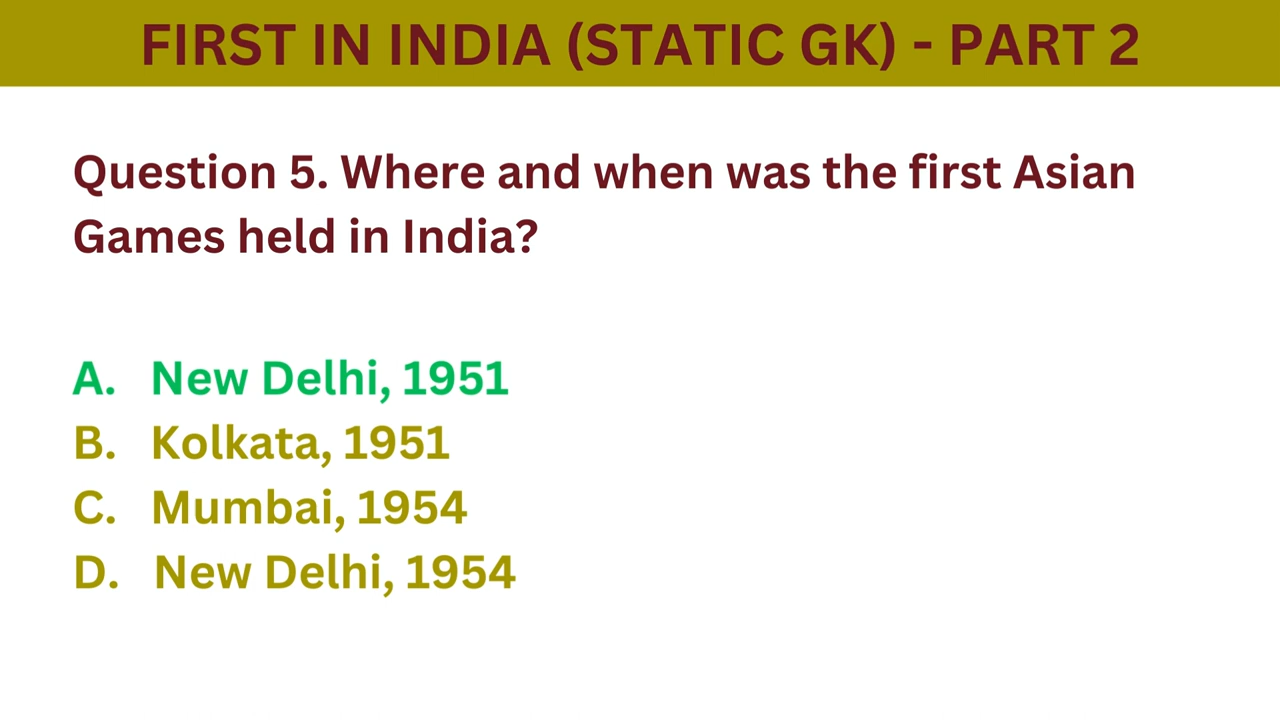 FIRST IN INDIA (STATIC GK) - PART 2
Question 5. Where and when was the first Asian
Games held in India?
A. New Delhi, 1951
B. Kolkata, 1951
C. Mumbai, 1954
D. New Delhi, 1954